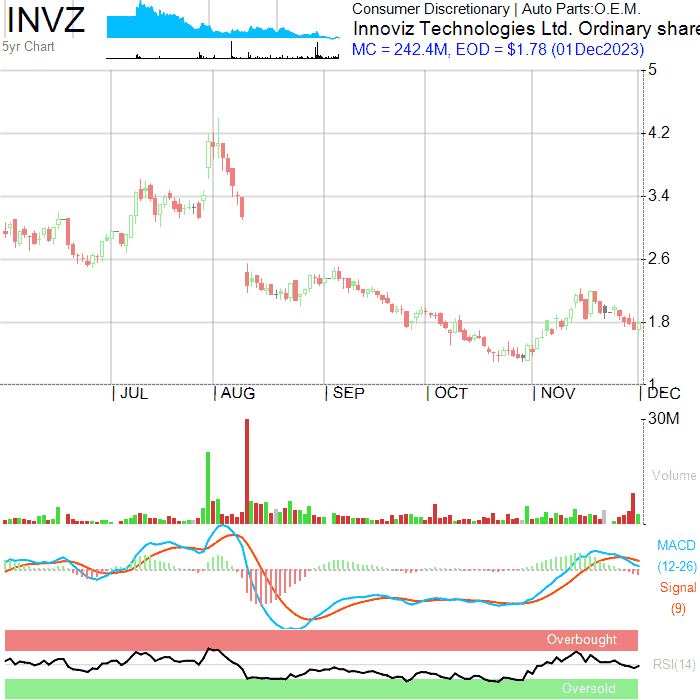 INVZ
5yr Chart
Consumer Discretionary | Auto Parts:O.E.M.
Innoviz Technologies Ltd. Ordinary share
MC = 242.4M, EOD = $1.78 (01Dec2023)
5
4.2
3.4
2.6
1.8
1
| JUL | AUG | SEP | OCT | NOV | DEC
30M
Volume
MACD
(12-26)
Signal
(9)
Overbought
RSI(14)
Oversold